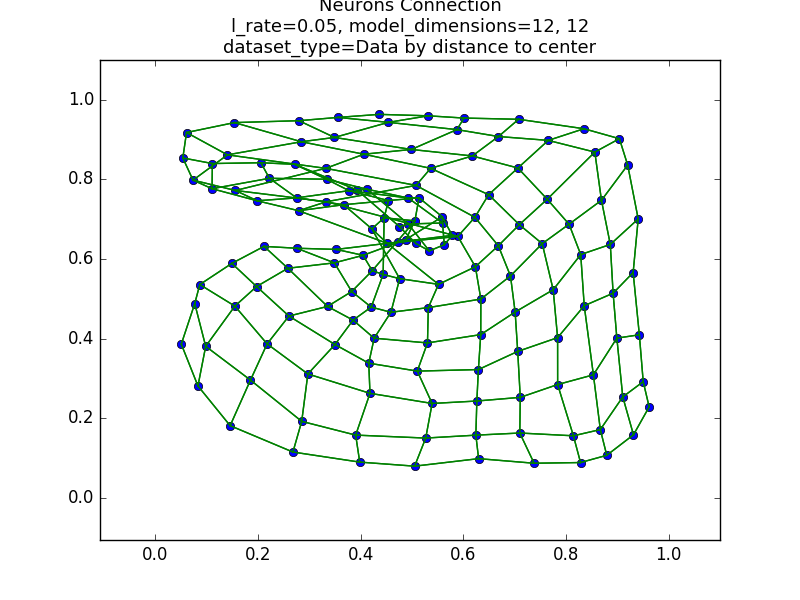 Neurons Connection
l_rate=0.05, model_dimensions=12, 12
dataset_type=Data by distance to center
1.0
0.8
0.6
0.4
0.2
0.0
0.0 0.2 0.4 0.6 0.8 1.0